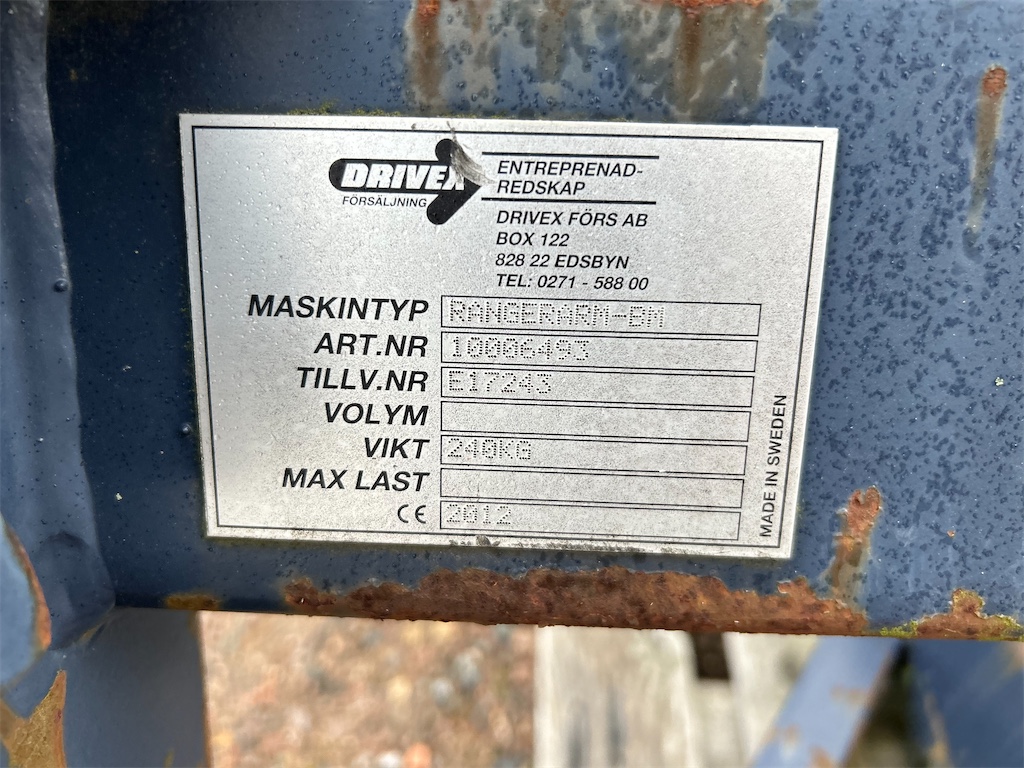 DRIVEX
FÖRSÄLJNING
ENTREPRENAD-
REDSKAP
DRIVEX FÖRS AB
BOX 122
828 22 EDSBYN
TEL: 0271 - 588 00
MASKINTYP RANGERARM-BM
ART.NR 10006493
TILLV.NR E17243
VOLYM
VIKT 240KG
MAX LAST
CE 2012
MADE IN SWEDEN